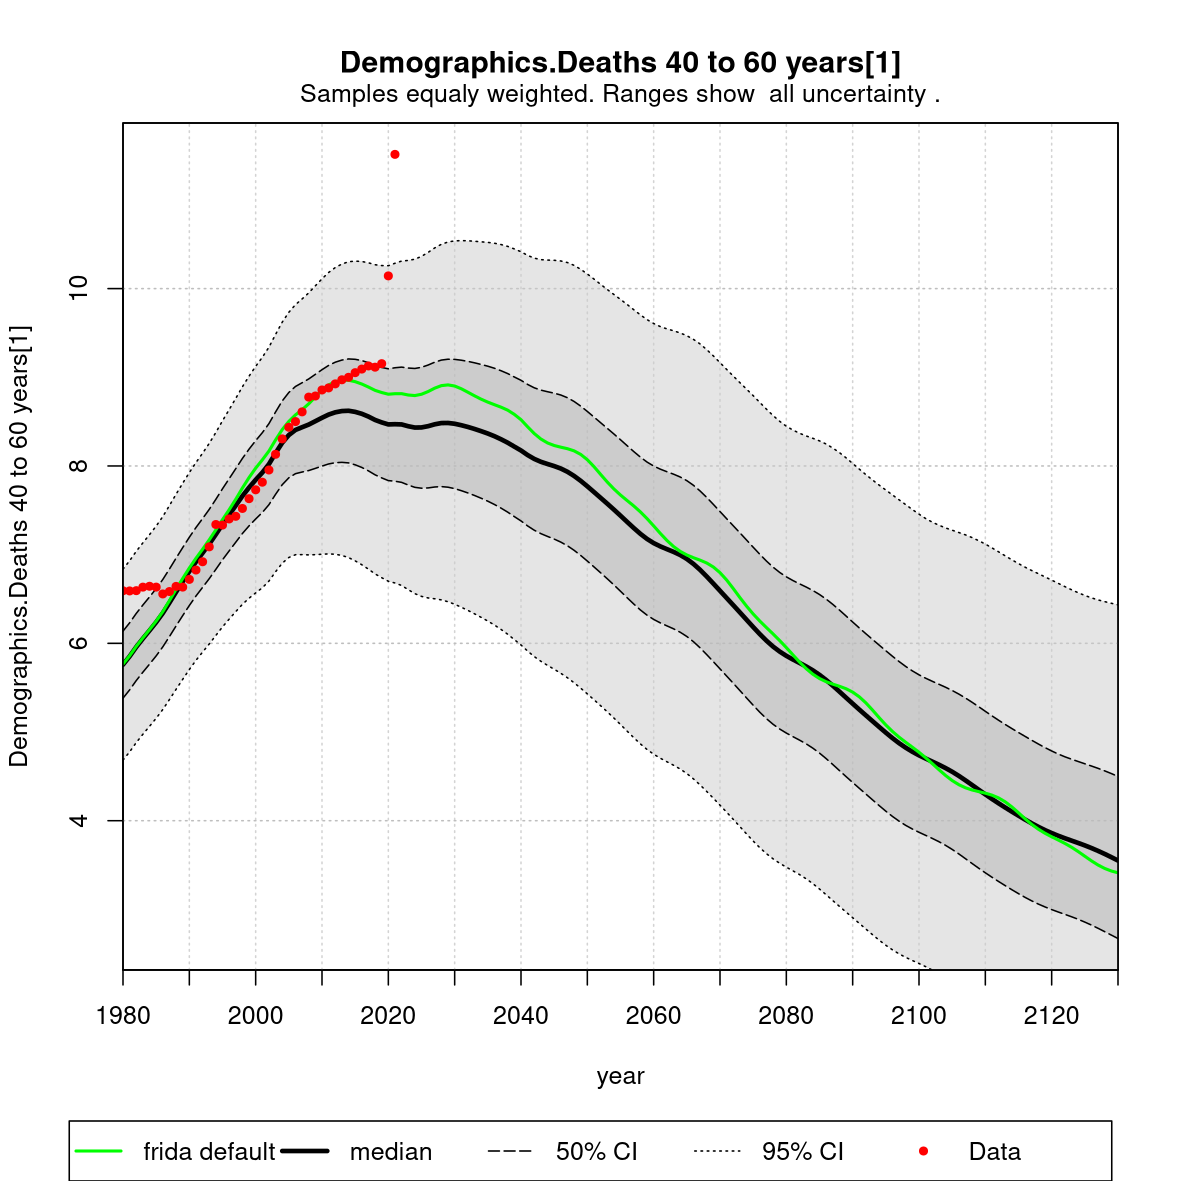 Demographics.Deaths 40 to 60 years[1]
Samples equaly weighted. Ranges show  all uncertainty .
Demographics.Deaths 40 to 60 years[1]
10
8
6
4
1980 2000 2020 2040 2060 2080 2100 2120
year
frida default median 50% CI 95% CI Data